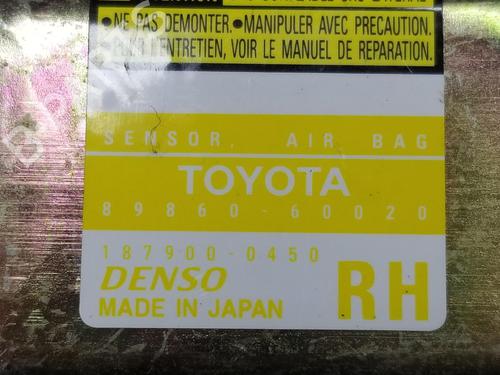 •NE PAS DEMONTER. •MANIPULER AVEC PRECAUTION.
•POUR L'ENTRETIEN, VOIR LE MANUEL DE REPARATION.
SENSOR, AIR BAG
TOYOTA
89860-60020
187900-0450
DENSO
MADE IN JAPAN
RH